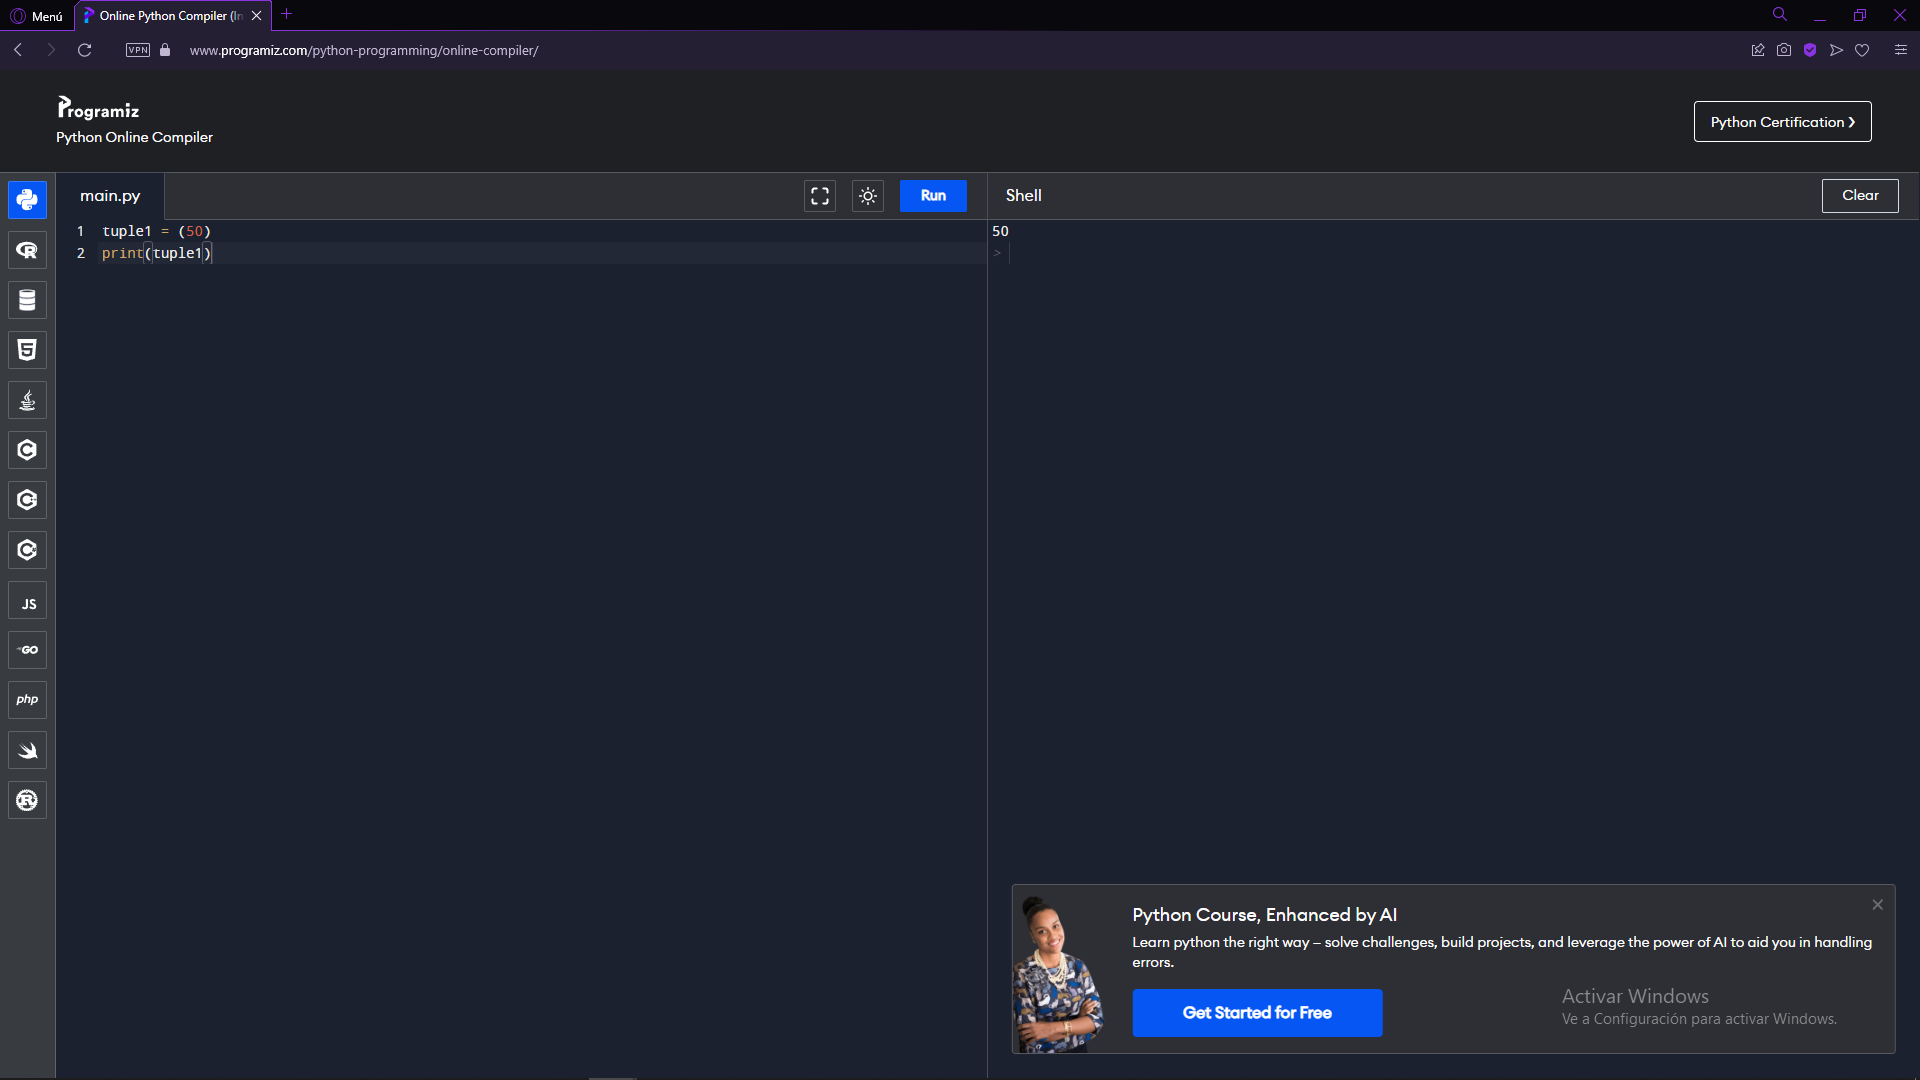 Menú
Online Python Compiler (In
VPN
www.programiz.com/python-programming/online-compiler/
Programiz
Python Online Compiler
Python Certification ❯
main.py
Run
Shell
Clear
1 tuple1 = (50)
2 print(tuple1)
50
>
JS
GO
php
Python Course, Enhanced by AI
Learn python the right way – solve challenges, build projects, and leverage the power of AI to aid you in handling
errors.
Get Started for Free
Activar Windows
Ve a Configuración para activar Windows.